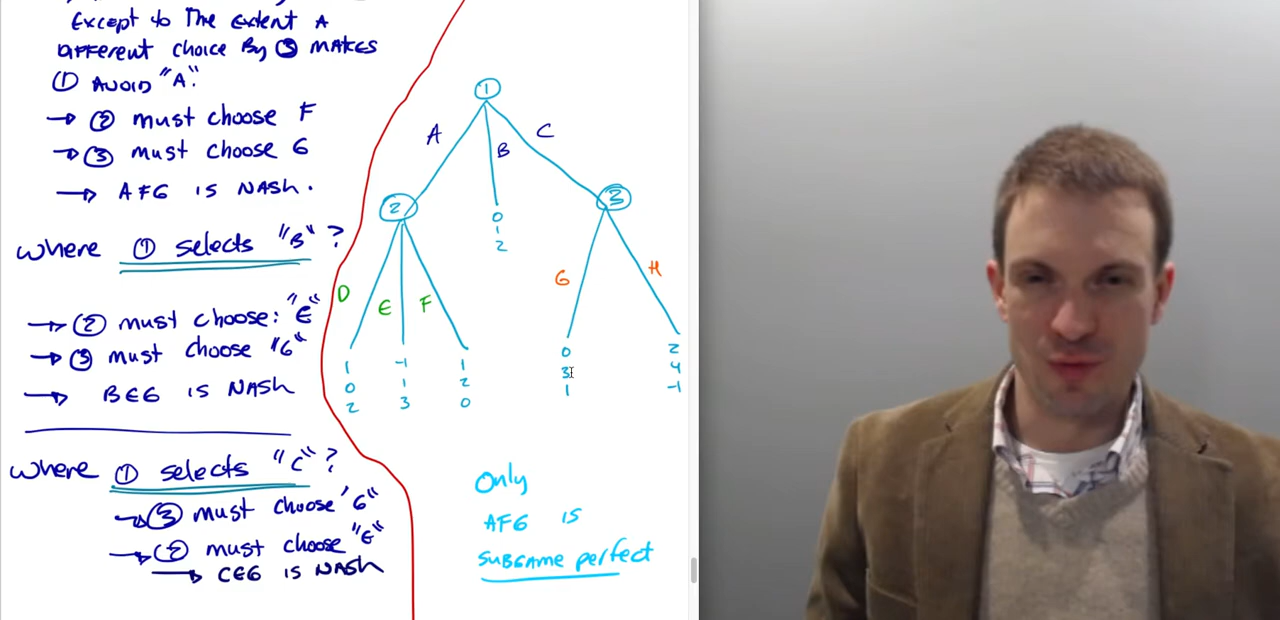 Except to The Extent A
Different choice By ③ MAKES
① AVOID "A".
→ ② must choose F
→ ③ must choose G
→ AFG is NASH.
where ① selects "B"?
→ ② must choose: "E"
→ ③ must choose "G"
→ BEG is NASH
where ① selects "C"?
→ ③ must choose "G"
→ ② must choose "E"
→ CEG is NASH
1
A
B
C
2
3
0
1
2
D
E
F
G
H
1
0
2
-1
1
3
1
2
0
0
3
1
2
4
-1
Only
AFG is
SUBGAME perfect